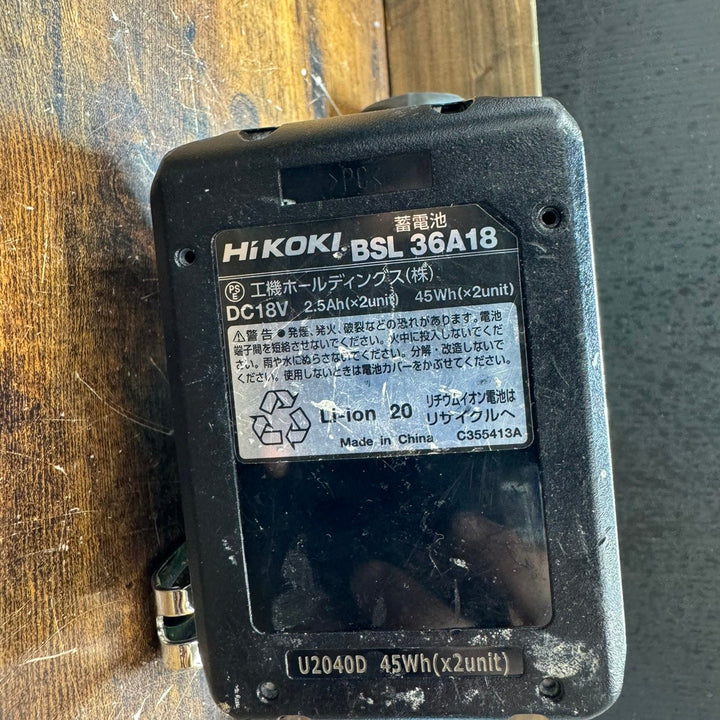 >PC<
蓄電池
HiKOKI BSL 36A18
PSE 工機ホールディングス(株)
DC18V 2.5Ah(×2unit) 45Wh(×2unit)
⚠警告 ●発煙、発火、破裂などの恐れがあります。電池
端子間を短絡させないでください。火中に投入しないでくだ
さい。雨や水にぬらさないでください。分解・改造しないで
ください。使用しないときは電池カバーをかぶせてください。
Li-ion 20 リチウムイオン電池は
リサイクルへ
Made in China C355413A
U2040D 45Wh(x2unit)